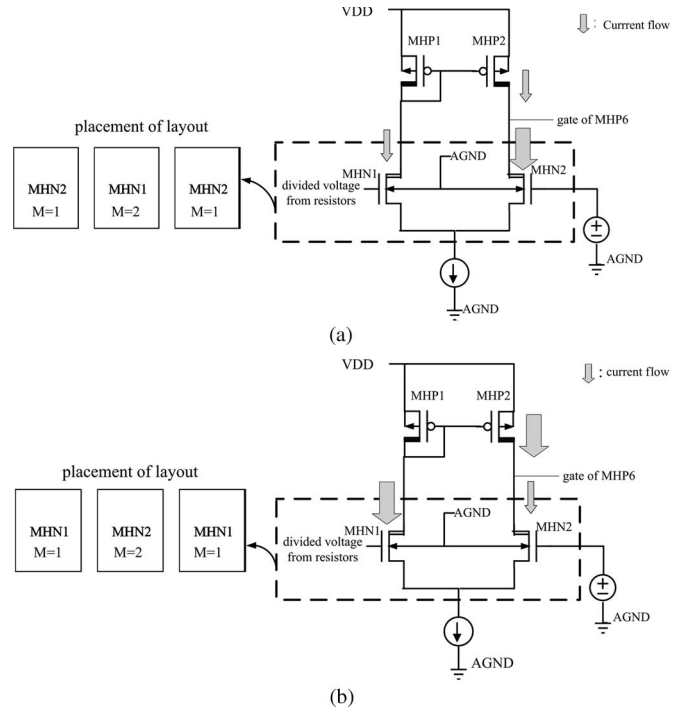 VDD
: Currrent flow
MHP1 MHP2
gate of MHP6
placement of layout
AGND
MHN2 M=1
MHN1 M=2
MHN2 M=1
MHN1
MHN2
divided voltage
from resistors
AGND
AGND
(a)
VDD
: current flow
MHP1 MHP2
gate of MHP6
placement of layout
AGND
MHN1 M=1
MHN2 M=2
MHN1 M=1
MHN1
MHN2
divided voltage
from resistors
AGND
AGND
(b)